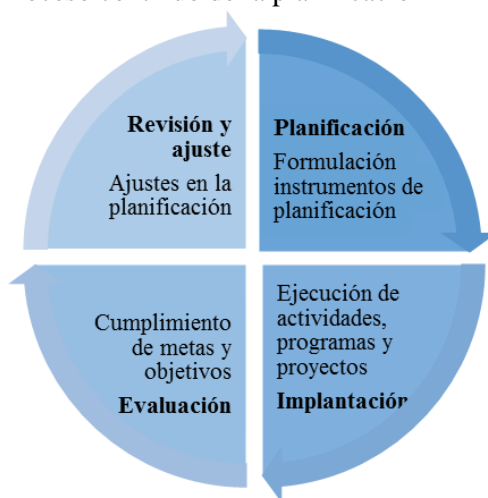 Revisión y
ajuste
Ajustes en la
planificación
Planificación
Formulación
instrumentos de
planificación
Ejecución de
actividades,
programas y
proyectos
Implantación
Cumplimiento
de metas y
objetivos
Evaluación